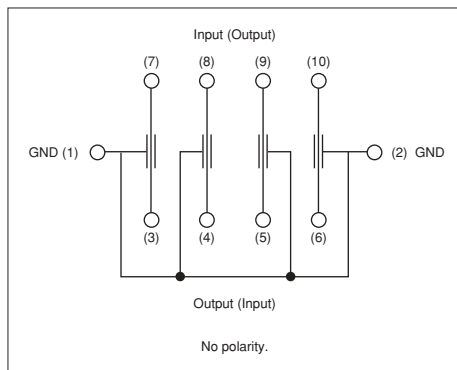 Input (Output)
(7) (8) (9) (10)
GND (1) (2) GND
(3) (4) (5) (6)
Output (Input)
No polarity.